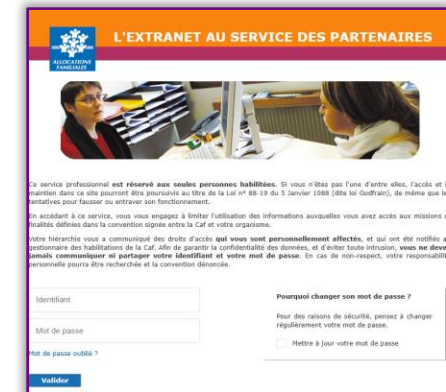 L'EXTRANET AU SERVICE DES PARTENAIRES
ALLOCATIONS
FAMILIALES
Ce service professionnel est réservé aux seules personnes habilitées. Si vous n'êtes pas l'une d'entre elles, l'accès et
maintien dans ce site pourront être poursuivis au titre de la Loi n° 88-19 du 5 Janvier 1988 (dite loi Godfrain), de même que le
tentatives pour fausser ou entraver son fonctionnement.
En accédant à ce service, vous vous engagez à limiter l'utilisation des informations auxquelles vous avez accès aux missions
finalités définies dans la convention signée entre la Caf et votre organisme.
Votre hiérarchie vous a communiqué des droits d'accès qui vous sont personnellement affectés, et qui ont été notifiés
gestionnaire des habilitations de la Caf. Afin de garantir la confidentialité des données, et d'éviter toute intrusion, vous ne deve
jamais communiquer ni partager votre identifiant et votre mot de passe. En cas de non-respect, votre responsabili
personnelle pourra être recherchée et la convention dénoncée.
Identifiant
Mot de passe
Mot de passe oublié ?
Valider
Pourquoi changer son mot de passe ?
Pour des raisons de sécurité, pensez à changer
régulièrement votre mot de passe.
Mettre à jour votre mot de passe